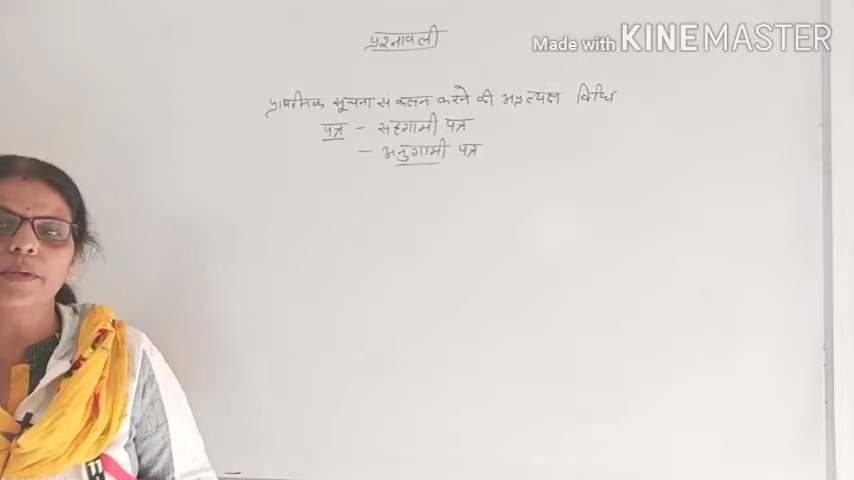 प्रश्नावली
Made with KINEMASTER
प्राथमिक सूचना संकलन करने की अप्रत्यक्ष विधि
पत्र - सहगामी पत्र
- अनुगामी पत्र